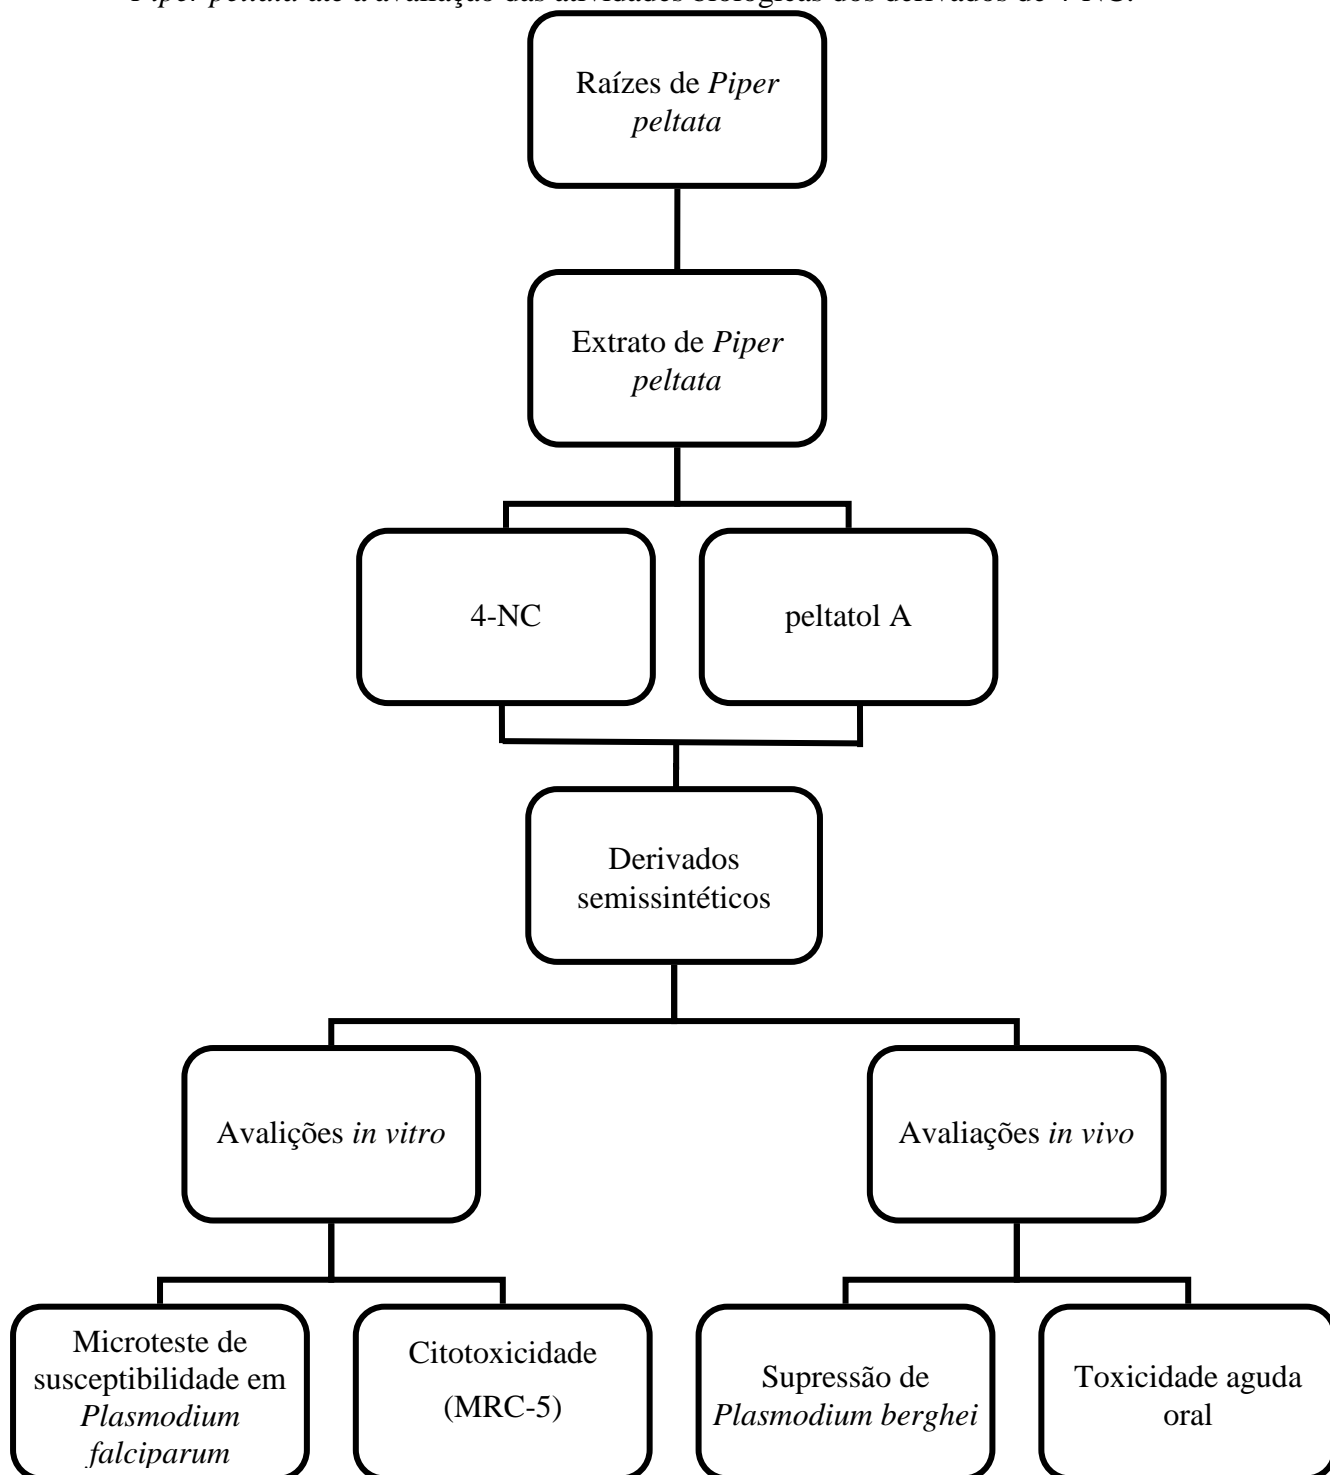 Piper peltata até a avaliação das atividades biológicas dos derivados de 4-NC.
Raízes de Piper
peltata
Extrato de Piper
peltata
4-NC
peltatol A
Derivados
semissintéticos
Avalições in vitro
Avaliações in vivo
Microteste de
susceptibilidade em
Plasmodium
falciparum
Citotoxicidade
(MRC-5)
Supressão de
Plasmodium berghei
Toxicidade aguda
oral